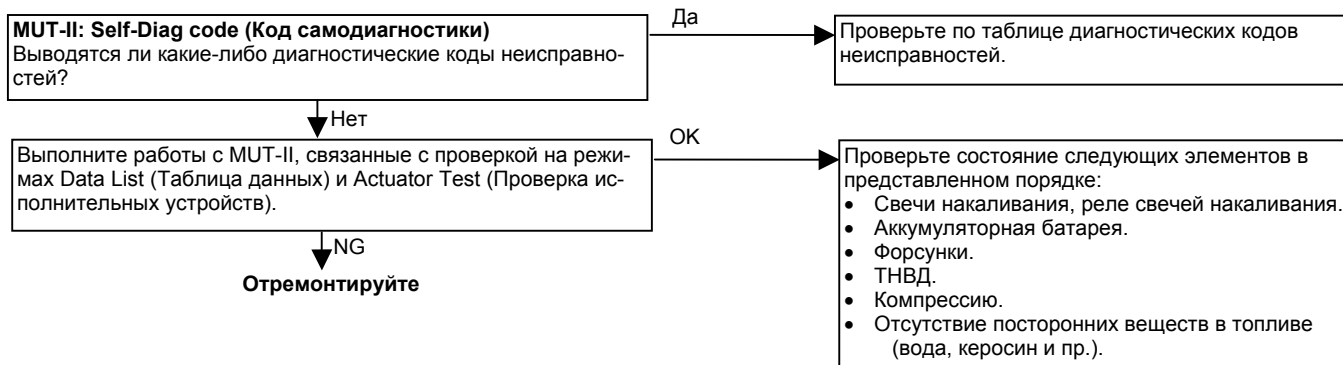 MUT-II: Self-Diag code (Код самодиагностики)
Выводятся ли какие-либо диагностические коды неисправно-
стей?
Да
Проверьте по таблице диагностических кодов
неисправностей.
Нет
Выполните работы с MUT-II, связанные с проверкой на режи-
мах Data List (Таблица данных) и Actuator Test (Проверка ис-
полнительных устройств).
OK
Проверьте состояние следующих элементов в
представленном порядке:
• Свечи накаливания, реле свечей накаливания.
• Аккумуляторная батарея.
• Форсунки.
• ТНВД.
• Компрессию.
• Отсутствие посторонних веществ в топливе
(вода, керосин и пр.).
NG
Отремонтируйте